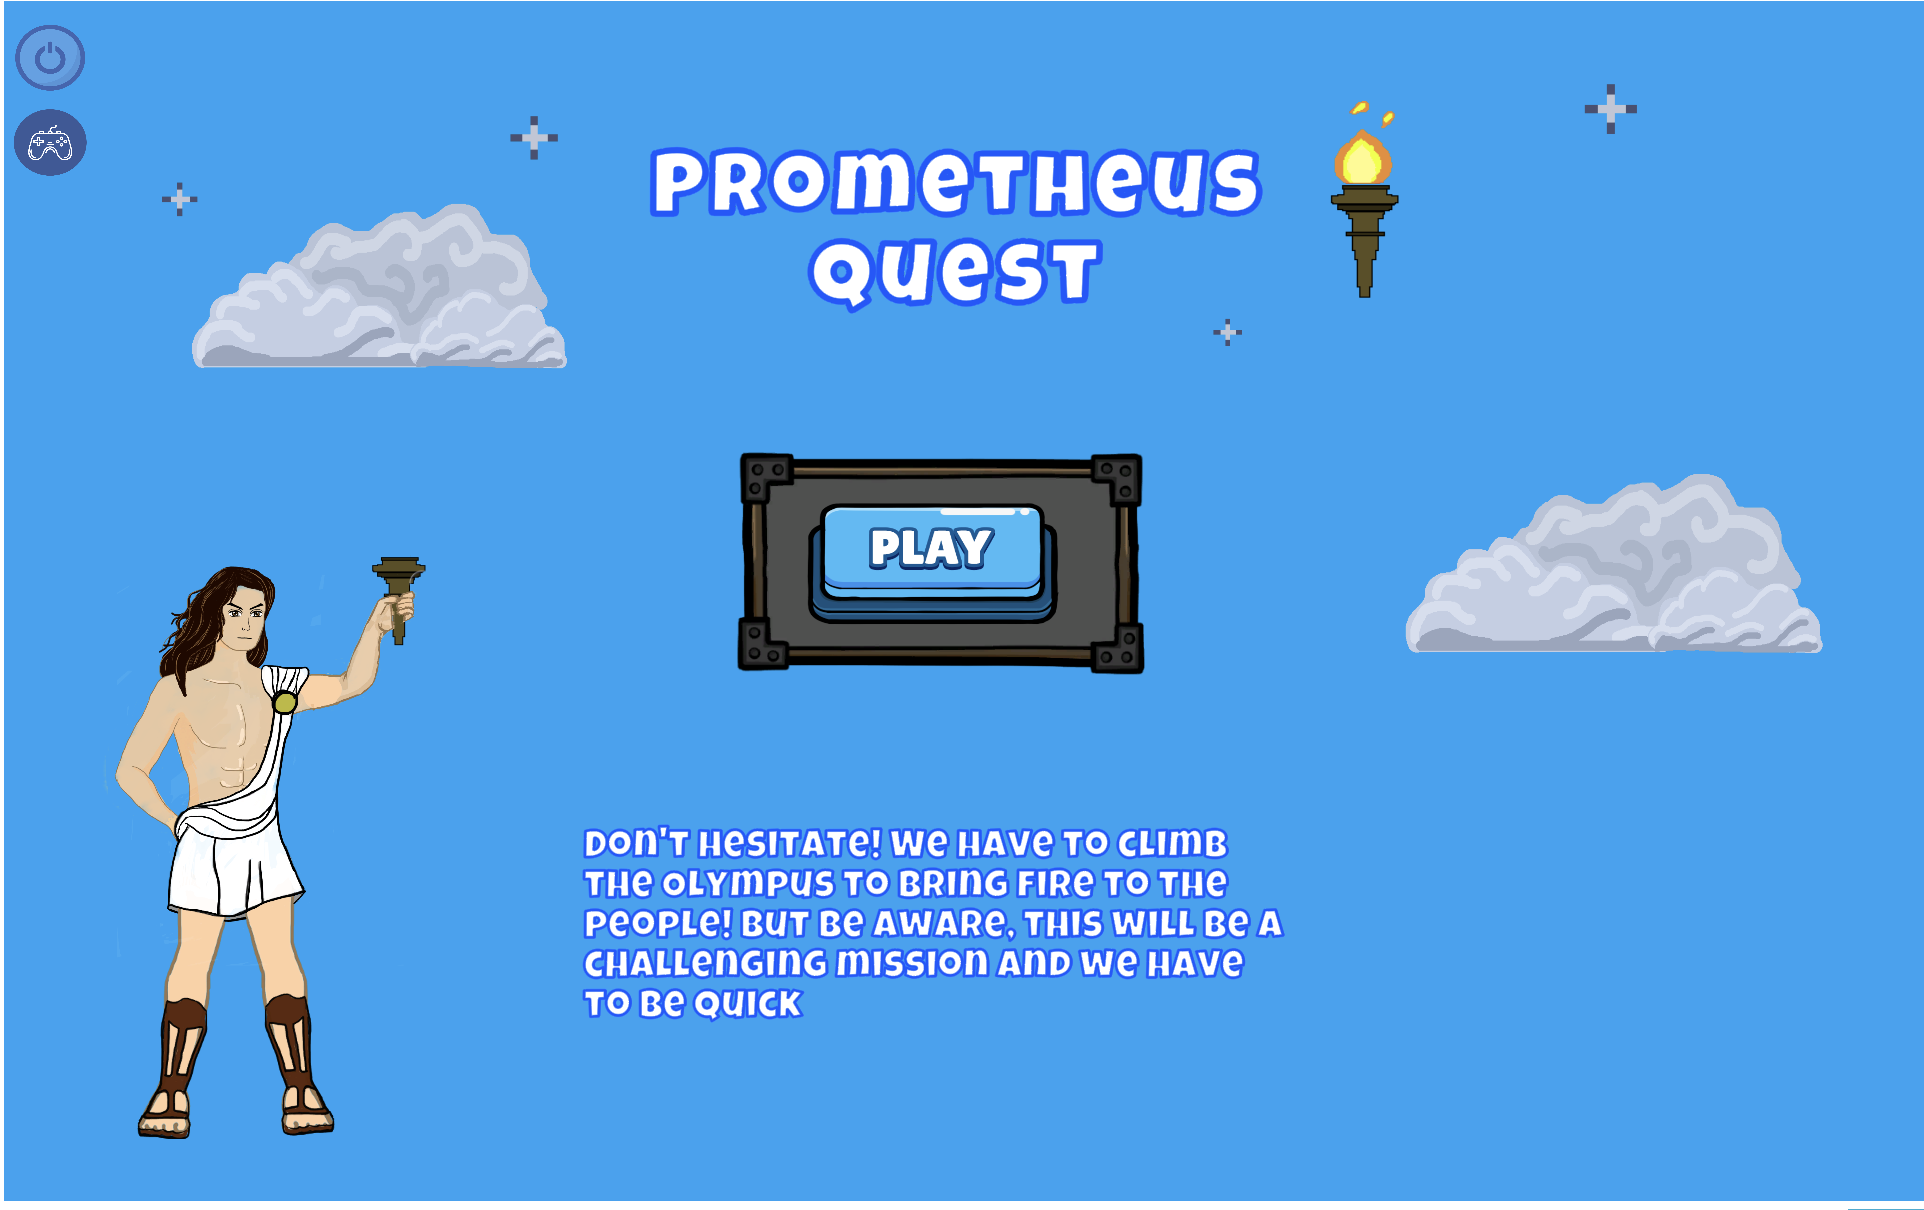 PROMETHEUS
QUEST
PLAY
DON'T HESITATE! WE HAVE TO CLIMB
THE OLYMPUS TO BRING FIRE TO THE
PEOPLE! BUT BE AWARE, THIS WILL BE A
CHALLENGING MISSION AND WE HAVE
TO BE QUICK